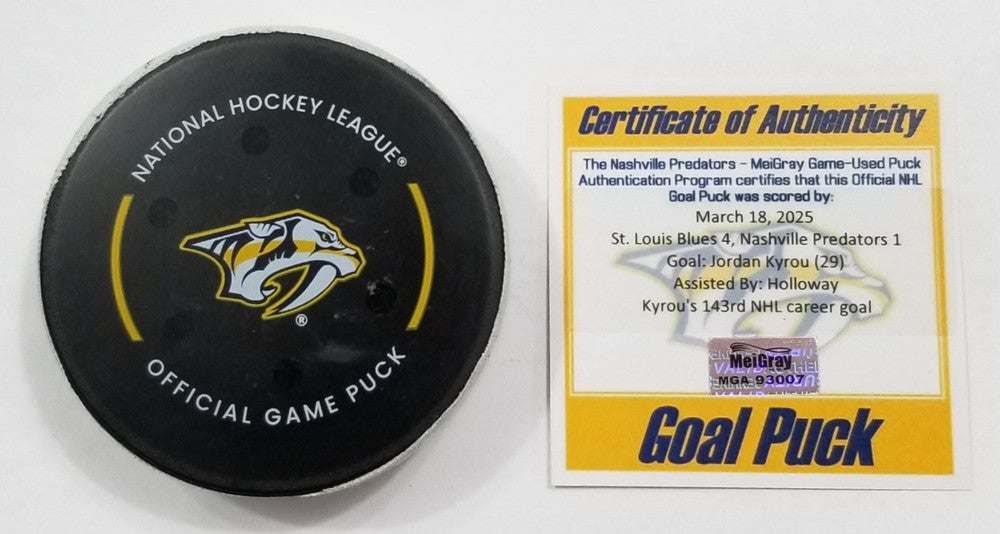 NATIONAL HOCKEY LEAGUE®
®
OFFICIAL GAME PUCK
Certificate of Authenticity
The Nashville Predators - MeiGray Game-Used Puck
Authentication Program certifies that this Official NHL
Goal Puck was scored by:
March 18, 2025
St. Louis Blues 4, Nashville Predators 1
Goal: Jordan Kyrou (29)
Assisted By: Holloway
Kyrou's 143rd NHL career goal
MeiGray
MGA 93007
Goal Puck